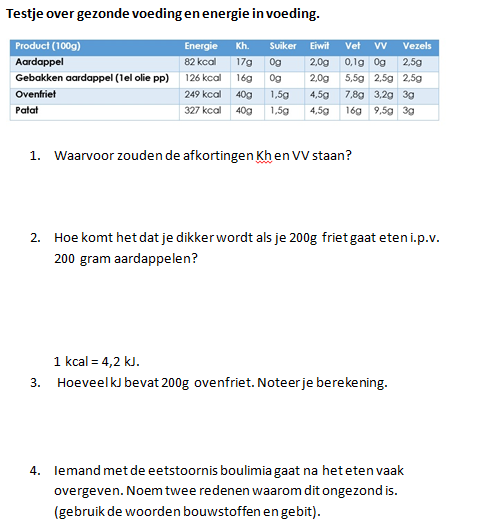 Testje over gezonde voeding en energie in voeding.
Product (100g) Energie Kh. Suiker Eiwit Vet VV Vezels
Aardappel 82 kcal 17g 0g 2,0g 0,1g 0g 2,5g
Gebakken aardappel (1el olie pp) 126 kcal 16g 0g 2,0g 5,5g 2,5g 2,5g
Ovenfriet 249 kcal 40g 1,5g 4,5g 7,8g 3,2g 3g
Patat 327 kcal 40g 1,5g 4,5g 16g 9,5g 3g
1. Waarvoor zouden de afkortingen Kh en VV staan?
2. Hoe komt het dat je dikker wordt als je 200g friet gaat eten i.p.v.
200 gram aardappelen?
1 kcal = 4,2 kJ.
3. Hoeveel kJ bevat 200g ovenfriet. Noteer je berekening.
4. Iemand met de eetstoornis boulimia gaat na het eten vaak
overgeven. Noem twee redenen waarom dit ongezond is.
(gebruik de woorden bouwstoffen en gebit).